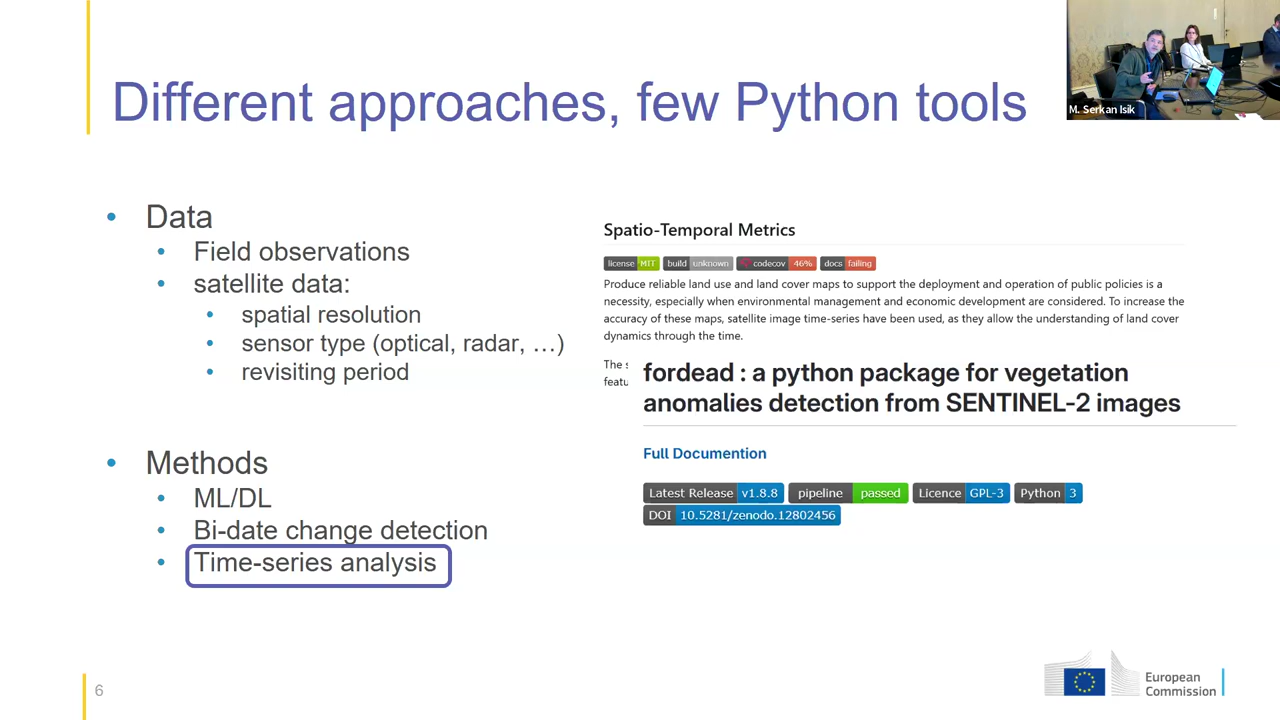 Different approaches, few Python tools
M. Serkan Isik
• Data
• Field observations
• satellite data:
• spatial resolution
• sensor type (optical, radar, …)
• revisiting period
• Methods
• ML/DL
• Bi-date change detection
• Time-series analysis
Spatio-Temporal Metrics
license MIT build unknown codecov 46% docs failing
Produce reliable land use and land cover maps to support the deployment and operation of public policies is a
necessity, especially when environmental management and economic development are considered. To increase the
accuracy of these maps, satellite image time-series have been used, as they allow the understanding of land cover
dynamics through the time.
The
fordead : a python package for vegetation
anomalies detection from SENTINEL-2 images
Full Documention
Latest Release v1.8.8 pipeline passed Licence GPL-3 Python 3
DOI 10.5281/zenodo.12802456
6
European
Commission